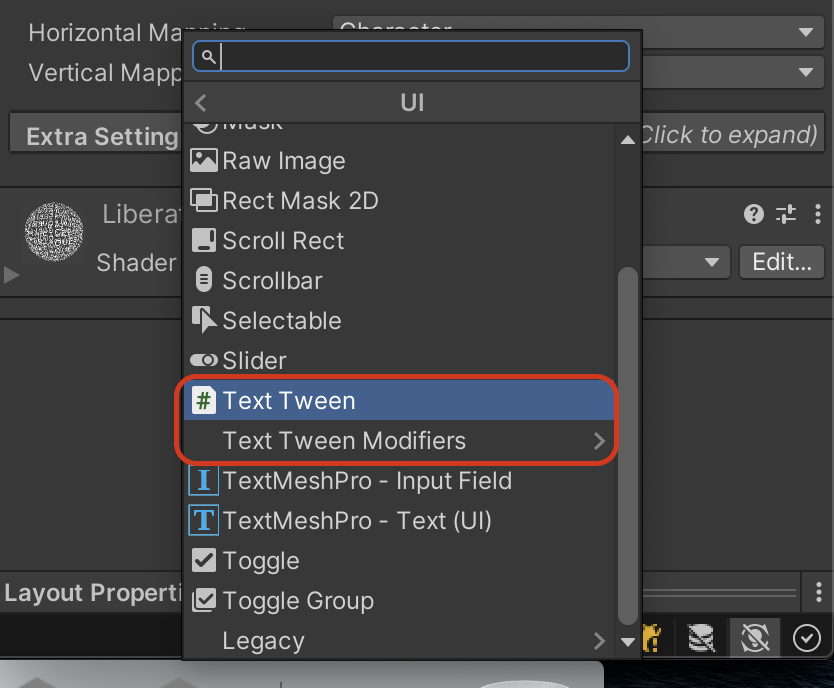 Horizontal Mapping
Character
Vertical Mapp
UI
Mask
Extra Setting
Click to expand)
Raw Image
Rect Mask 2D
Liberat
Scroll Rect
Shader
Edit...
Scrollbar
Selectable
Slider
# Text Tween
Text Tween Modifiers
I TextMeshPro - Input Field
T TextMeshPro - Text (UI)
Toggle
Layout Properti
Toggle Group
Legacy